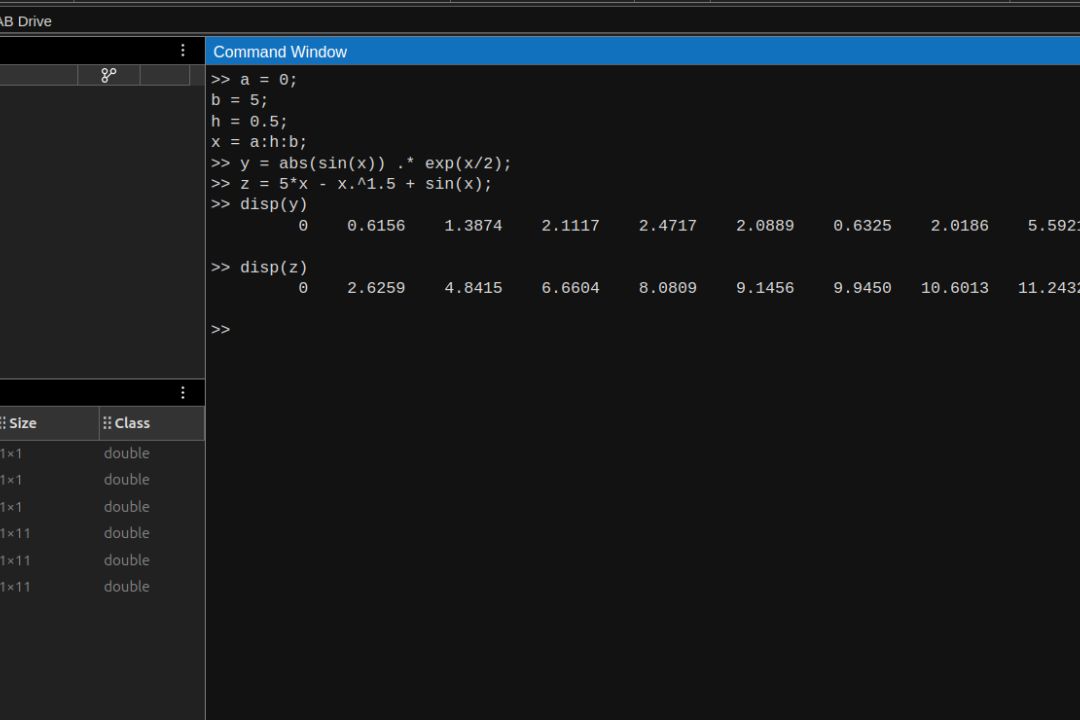 AB Drive
Command Window
>> a = 0;
b = 5;
h = 0.5;
x = a:h:b;
>> y = abs(sin(x)) .* exp(x/2);
>> z = 5*x - x.^1.5 + sin(x);
>> disp(y)
0 0.6156 1.3874 2.1117 2.4717 2.0889 0.6325 2.0186 5.5921
>> disp(z)
0 2.6259 4.8415 6.6604 8.0809 9.1456 9.9450 10.6013 11.2432
>>
Size Class
1×1 double
1×1 double
1×1 double
1×11 double
1×11 double
1×11 double